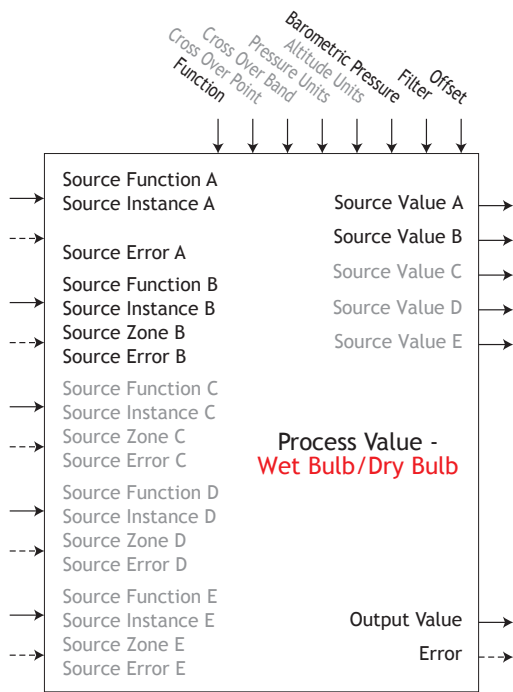 Function
Cross Over Point
Cross Over Band
Pressure Units
Altitude Units
Barometric Pressure
Filter
Offset
Source Function A
Source Instance A
Source Error A
Source Function B
Source Instance B
Source Zone B
Source Error B
Source Function C
Source Instance C
Source Zone C
Source Error C
Source Function D
Source Instance D
Source Zone D
Source Error D
Source Function E
Source Instance E
Source Zone E
Source Error E
Source Value A
Source Value B
Source Value C
Source Value D
Source Value E
Process Value -
Wet Bulb/Dry Bulb
Output Value
Error